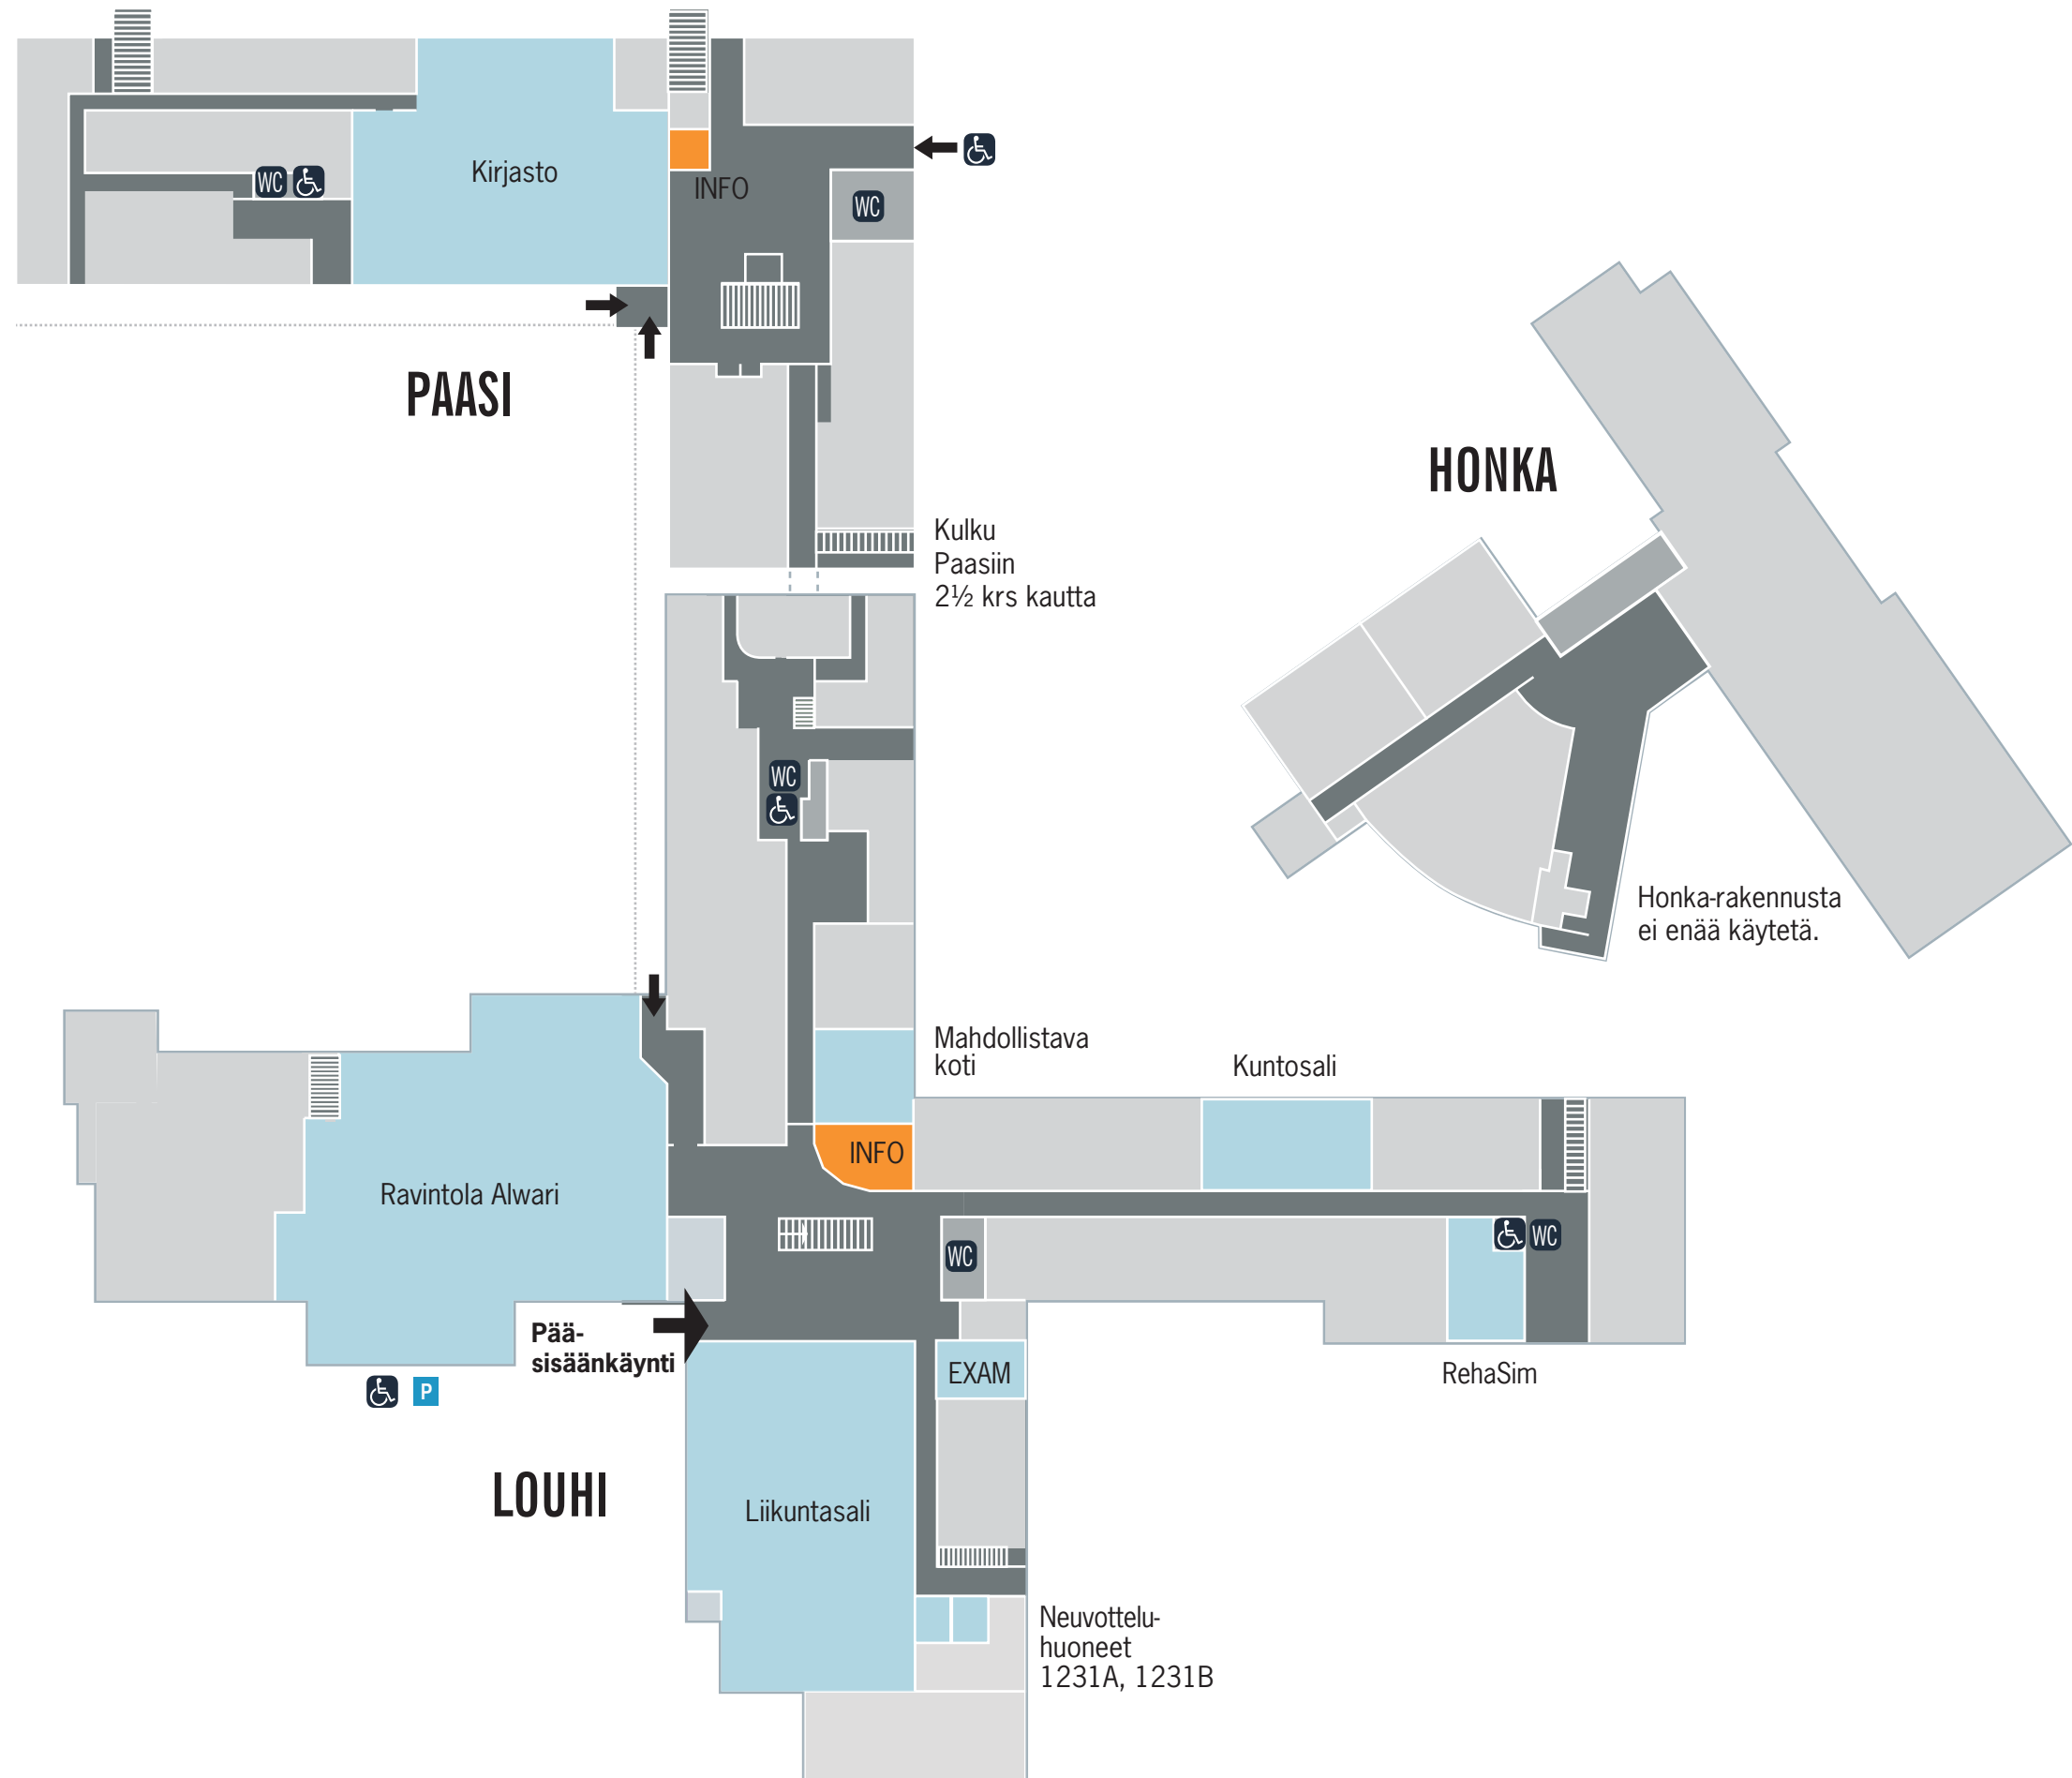 Kirjasto
INFO
WC
WC
PAASI
HONKA
Kulku
Paasiin
2½ krs kautta
WC
Honka-rakennusta
ei enää käytetä.
Mahdollistava
koti
Kuntosali
INFO
Ravintola Alwari
WC
WC
Pää-
sisäänkäynti
EXAM
RehaSim
P
LOUHI
Liikuntasali
Neuvottelu-
huoneet
1231A, 1231B